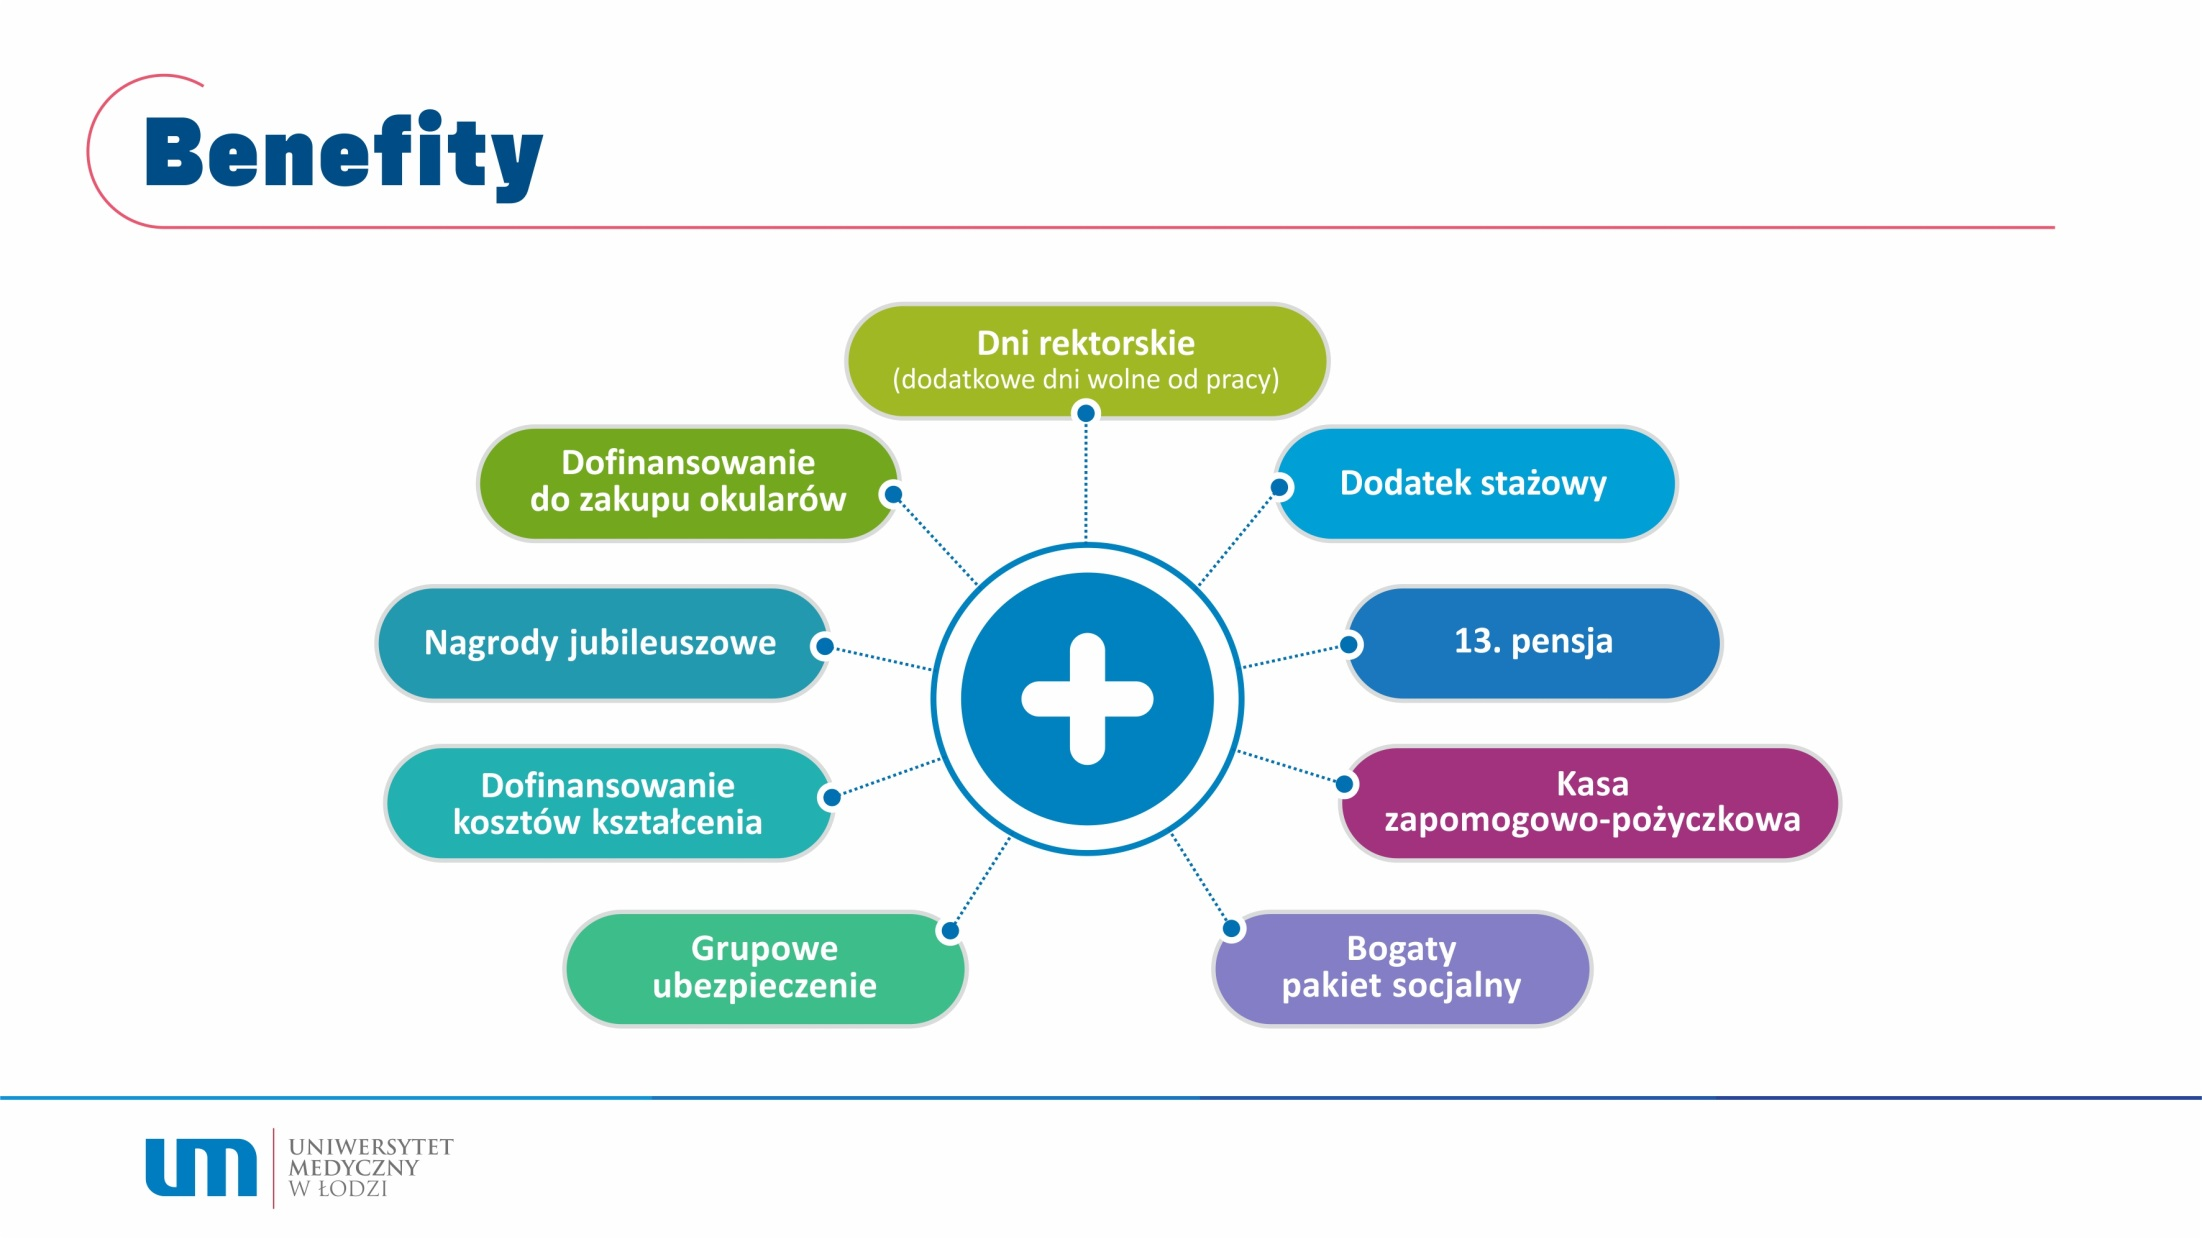 Benefity
Dni rektorskie
(dodatkowe dni wolne od pracy)
Dofinansowanie
do zakupu okularów
Dodatek stażowy
Nagrody jubileuszowe
13. pensja
Dofinansowanie
kosztów kształcenia
Kasa
zapomogowo-pożyczkowa
Grupowe
ubezpieczenie
Bogaty
pakiet socjalny
um
UNIWERSYTET
MEDYCZNY
W ŁODZI